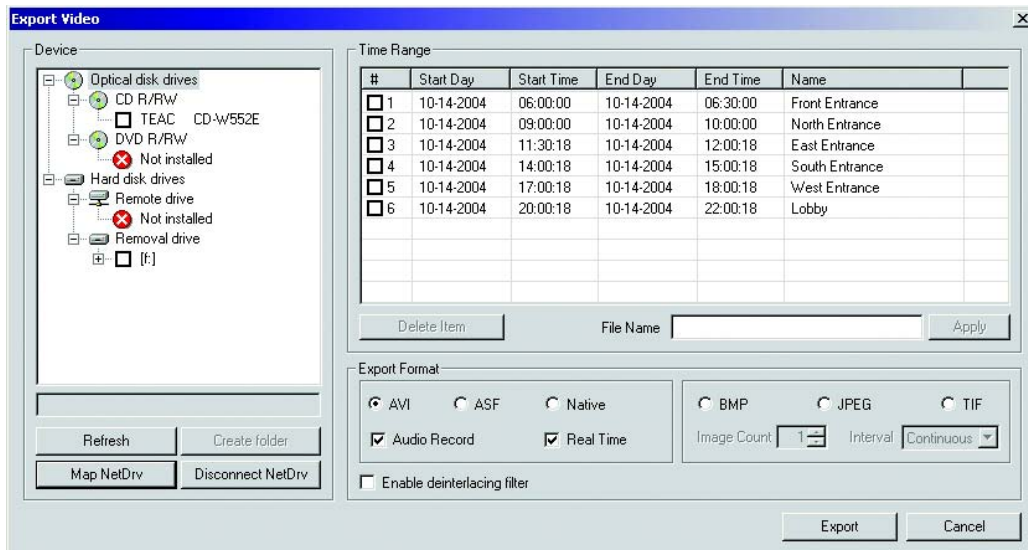 Export Video
Device
Optical disk drives
CD R/RW
TEAC CD-W552E
DVD R/RW
Not installed
Hard disk drives
Remote drive
Not installed
Removal drive
[f:]
Refresh
Create folder
Map NetDrv
Disconnect NetDrv
Time Range
# Start Day Start Time End Day End Time Name
1 10-14-2004 06:00:00 10-14-2004 06:30:00 Front Entrance
2 10-14-2004 09:00:00 10-14-2004 10:00:00 North Entrance
3 10-14-2004 11:30:18 10-14-2004 12:00:18 East Entrance
4 10-14-2004 14:00:18 10-14-2004 15:00:18 South Entrance
5 10-14-2004 17:00:18 10-14-2004 18:00:18 West Entrance
6 10-14-2004 20:00:18 10-14-2004 22:00:18 Lobby
Delete Item File Name Apply
Export Format
AVI ASF Native
Audio Record Real Time
BMP JPEG TIF
Image Count 1 Interval Continuous
Enable deinterlacing filter
Export Cancel